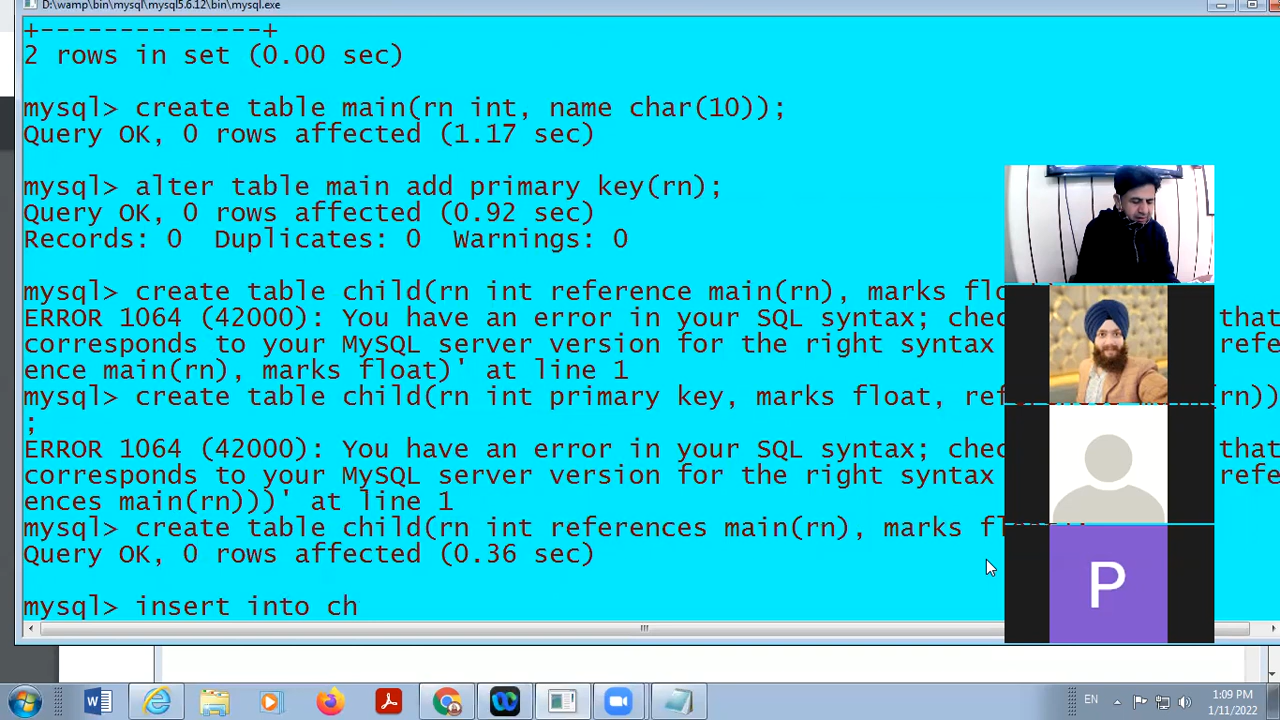 D:\wamp\bin\mysql\mysql5.6.12\bin\mysql.exe
+--------------+
2 rows in set (0.00 sec)
mysql> create table main(rn int, name char(10));
Query OK, 0 rows affected (1.17 sec)
mysql> alter table main add primary key(rn);
Query OK, 0 rows affected (0.92 sec)
Records: 0  Duplicates: 0  Warnings: 0
mysql> create table child(rn int reference main(rn), marks
ERROR 1064 (42000): You have an error in your SQL syntax; that
corresponds to your MySQL server version for the right syntax refe
ence main(rn), marks float)' at line 1
mysql> create table child(rn int primary key, marks float, (rn))
;
ERROR 1064 (42000): You have an error in your SQL syntax; that
corresponds to your MySQL server version for the right syntax refe
ences main(rn)))' at line 1
mysql> create table child(rn int references main(rn), marks
Query OK, 0 rows affected (0.36 sec)
mysql> insert into ch
P
EN
1:09 PM
1/11/2022